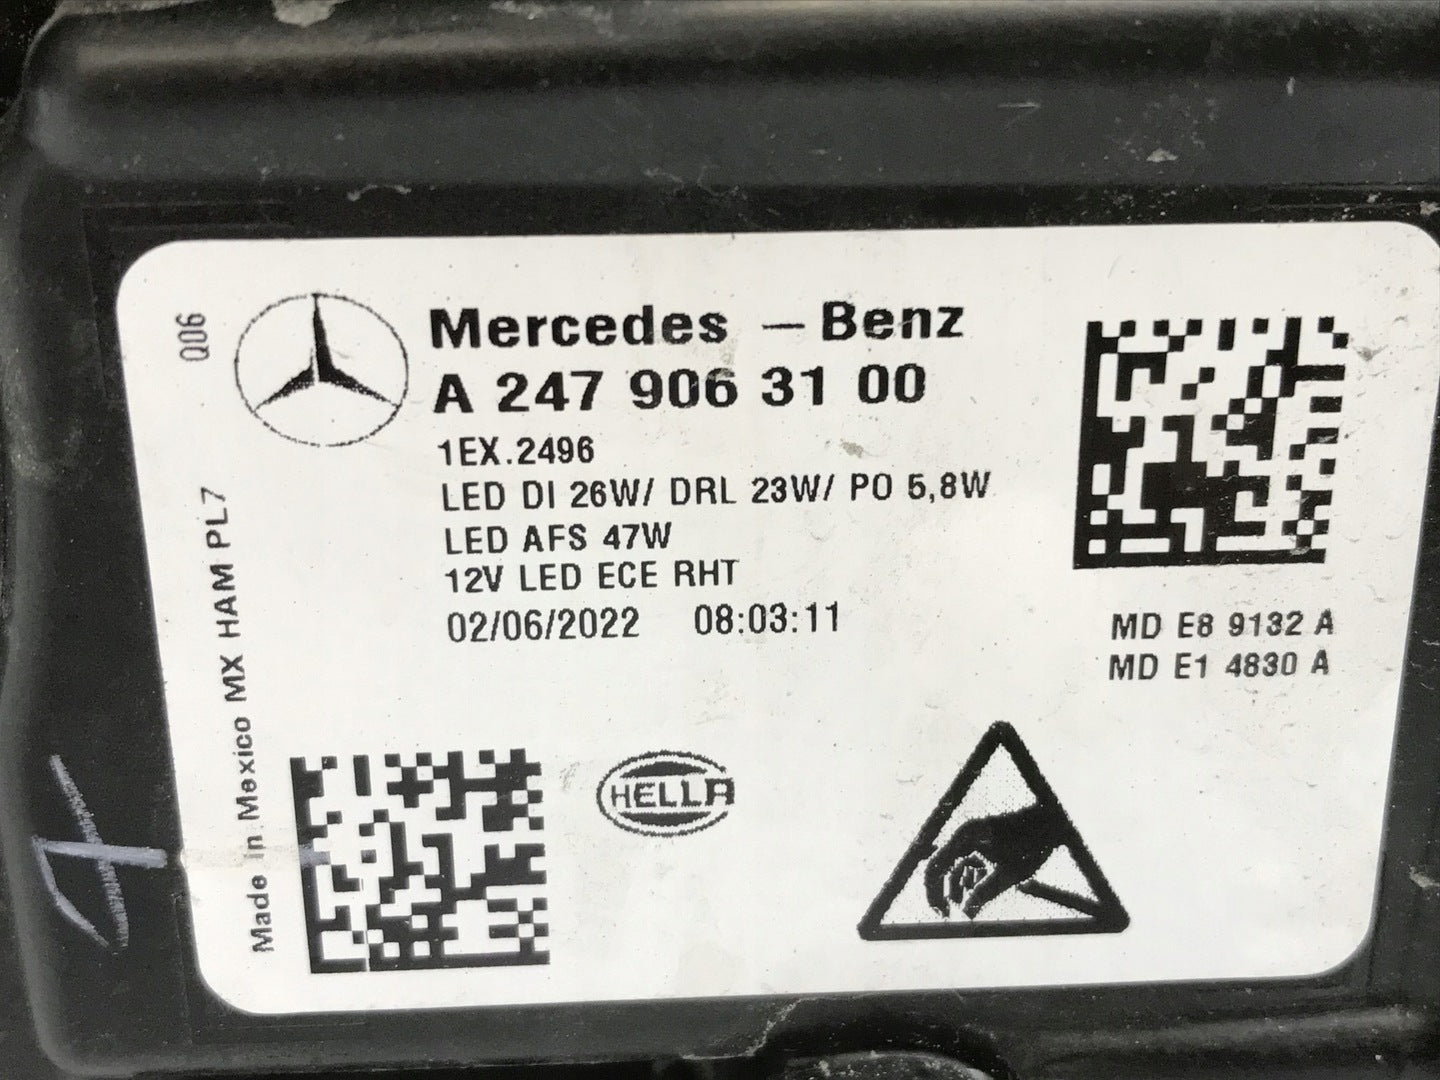 Q06
Mercedes – Benz
A 247 906 31 00
1EX.2496
LED DI 26W/ DRL 23W/ PO 5,8W
LED AFS 47W
12V LED ECE RHT
02/06/2022 08:03:11
MD E8 9132 A
MD E1 4830 A
Made in Mexico MX HAM PL7
HELLA